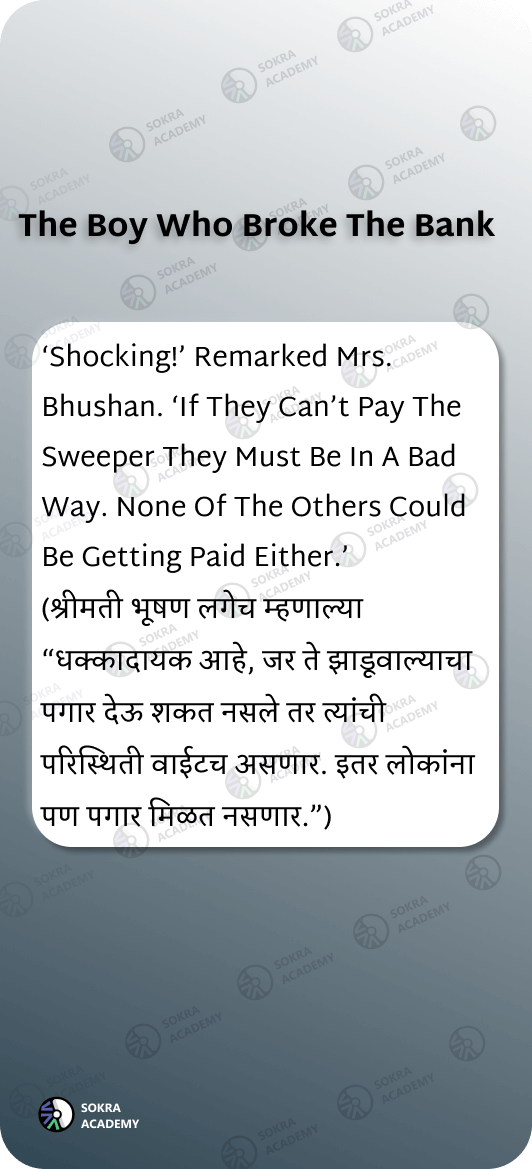 The Boy Who Broke The Bank
‘Shocking!’ Remarked Mrs.
Bhushan. ‘If They Can’t Pay The
Sweeper They Must Be In A Bad
Way. None Of The Others Could
Be Getting Paid Either.’
(श्रीमती भूषण लगेच म्हणाल्या
“धक्कादायक आहे, जर ते झाडूवाल्याचा
पगार देऊ शकत नसले तर त्यांची
परिस्थिती वाईटच असणार. इतर लोकांना
पण पगार मिळत नसणार.”)
SOKRA
ACADEMY